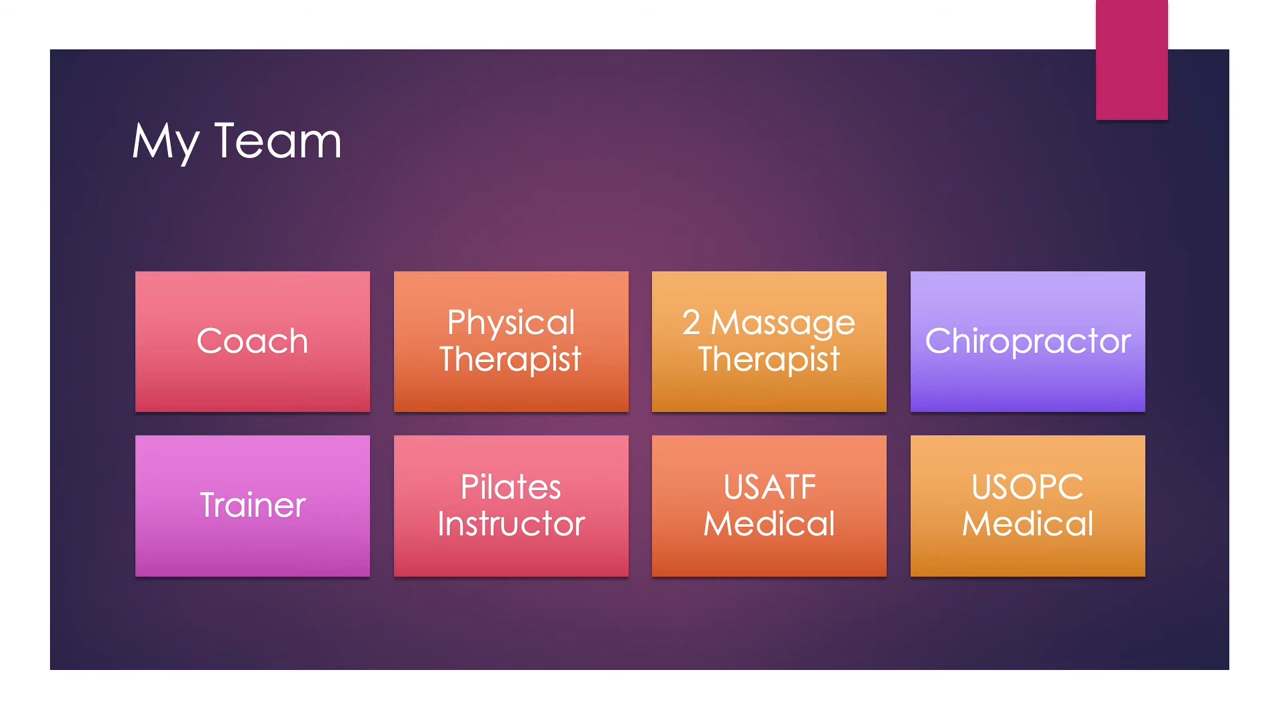 My Team
Coach
Physical
Therapist
2 Massage
Therapist
Chiropractor
Trainer
Pilates
Instructor
USATF
Medical
USOPC
Medical